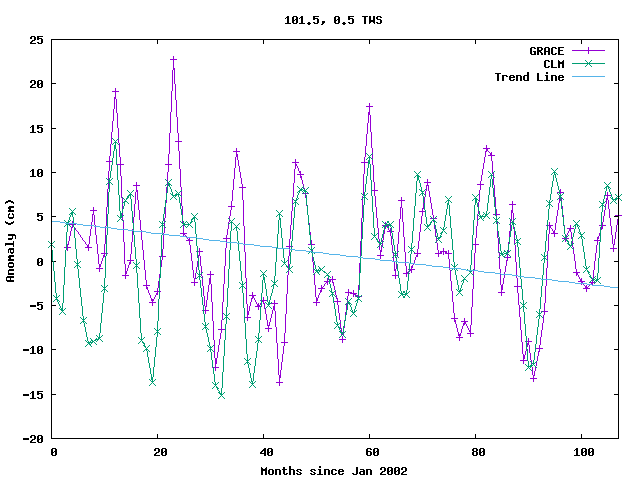 101.5, 0.5 TWS
GRACE
CLM
Trend Line
Anomaly (cm)
25
20
15
10
5
0
-5
-10
-15
-20
0 20 40 60 80 100
Months since Jan 2002